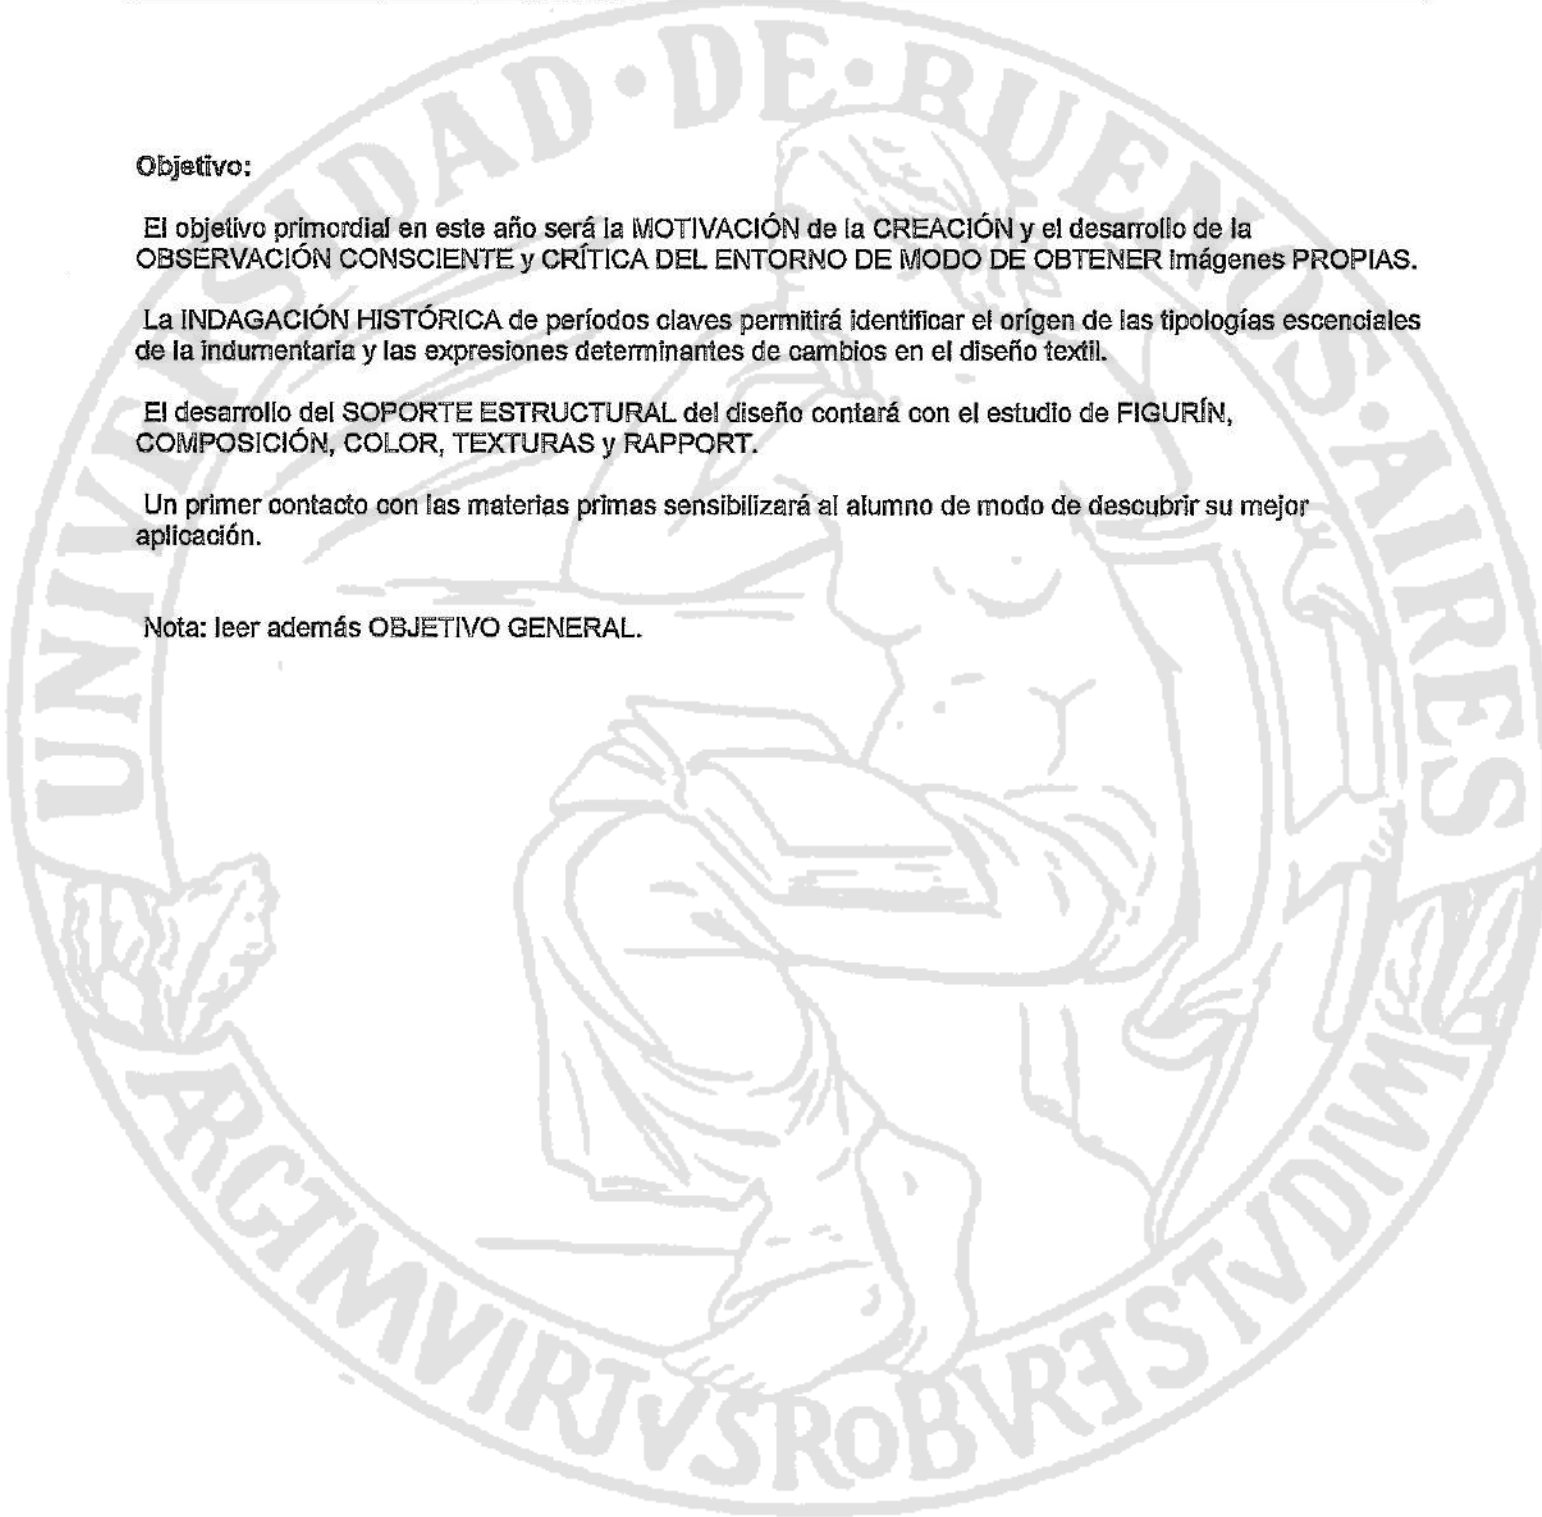 Objetivo:
El objetivo primordial en este año será la MOTIVACIÓN de la CREACIÓN y el desarrollo de la
OBSERVACIÓN CONSCIENTE y CRÍTICA DEL ENTORNO DE MODO DE OBTENER imágenes PROPIAS.
La INDAGACIÓN HISTÓRICA de períodos claves permitirá identificar el orígen de las tipologías escenciales
de la indumentaria y las expresiones determinantes de cambios en el diseño textil.
El desarrollo del SOPORTE ESTRUCTURAL del diseño contará con el estudio de FIGURÍN,
COMPOSICIÓN, COLOR, TEXTURAS y RAPPORT.
Un primer contacto con las materias primas sensibilizará al alumno de modo de descubrir su mejor
aplicación.
Nota: leer además OBJETIVO GENERAL.
UNIVERSIDAD·DE·BUENOS·AIRES
ARGTMVIRTVSROBVRETSTVDIVM